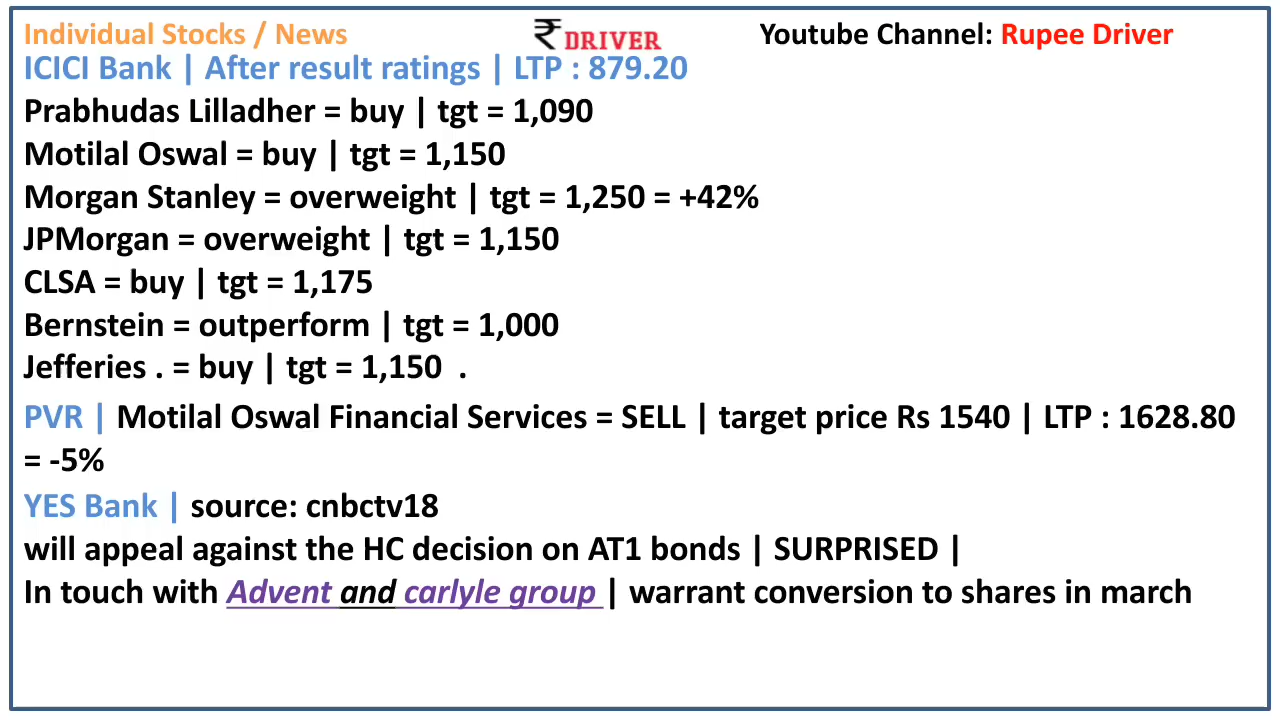 Individual Stocks / News
₹ DRIVER
Youtube Channel: Rupee Driver
ICICI Bank | After result ratings | LTP : 879.20
Prabhudas Lilladher = buy | tgt = 1,090
Motilal Oswal = buy | tgt = 1,150
Morgan Stanley = overweight | tgt = 1,250 = +42%
JPMorgan = overweight | tgt = 1,150
CLSA = buy | tgt = 1,175
Bernstein = outperform | tgt = 1,000
Jefferies . = buy | tgt = 1,150 .
PVR | Motilal Oswal Financial Services = SELL | target price Rs 1540 | LTP : 1628.80
= -5%
YES Bank | source: cnbctv18
will appeal against the HC decision on AT1 bonds | SURPRISED |
In touch with Advent and carlyle group | warrant conversion to shares in march